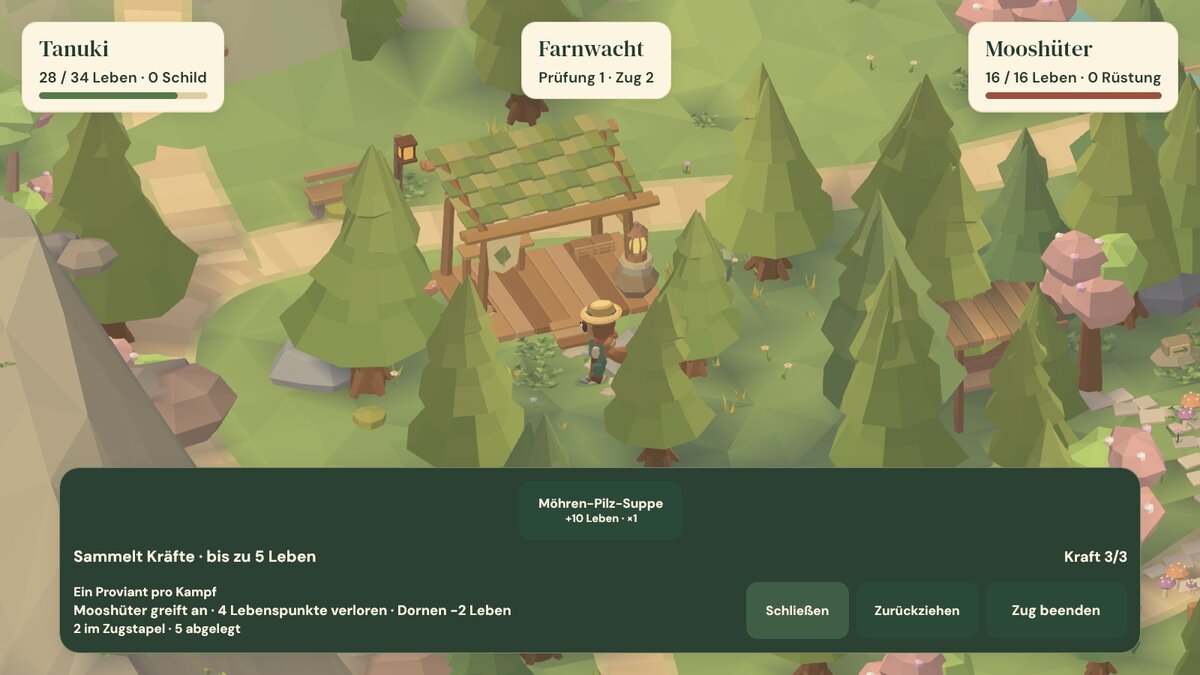 Tanuki
28 / 34 Leben · 0 Schild
Farnwacht
Prüfung 1 · Zug 2
Mooshüter
16 / 16 Leben · 0 Rüstung
Möhren-Pilz-Suppe
+10 Leben · ×1
Sammelt Kräfte · bis zu 5 Leben
Kraft 3/3
Ein Proviant pro Kampf
Mooshüter greift an · 4 Lebenspunkte verloren · Dornen −2 Leben
2 im Zugstapel · 5 abgelegt
Schließen
Zurückziehen
Zug beenden